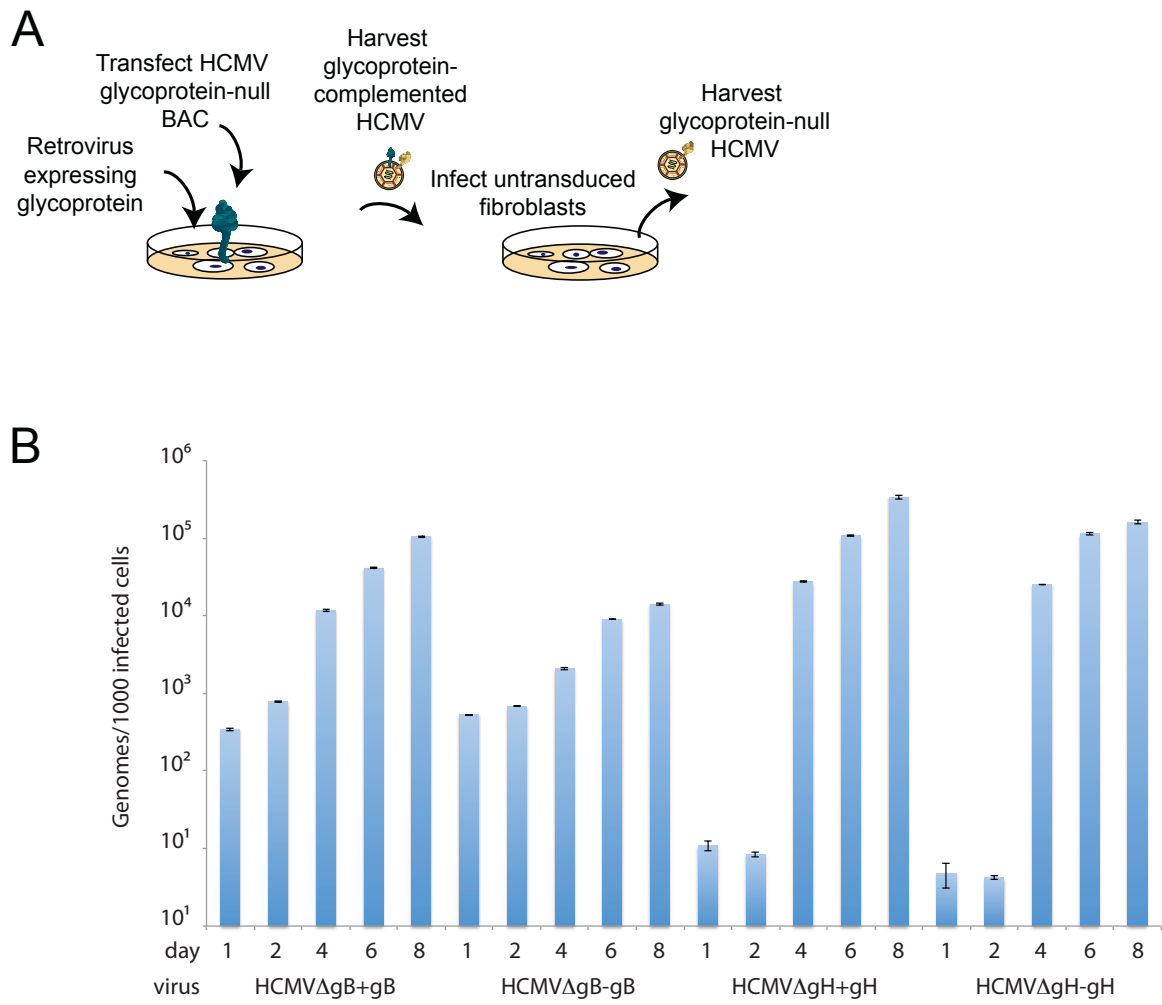 A
Transfect HCMV
glycoprotein-null
BAC
Retrovirus
expressing
glycoprotein
Harvest
glycoprotein-
complemented
HCMV
Infect untransduced
fibroblasts
Harvest
glycoprotein-null
HCMV
B
Genomes/1000 infected cells
10⁶
10⁵
10⁴
10³
10²
10¹
10¹
day 1 2 4 6 8 1 2 4 6 8 1 2 4 6 8 1 2 4 6 8
virus HCMVΔgB+gB HCMVΔgB-gB HCMVΔgH+gH HCMVΔgH-gH